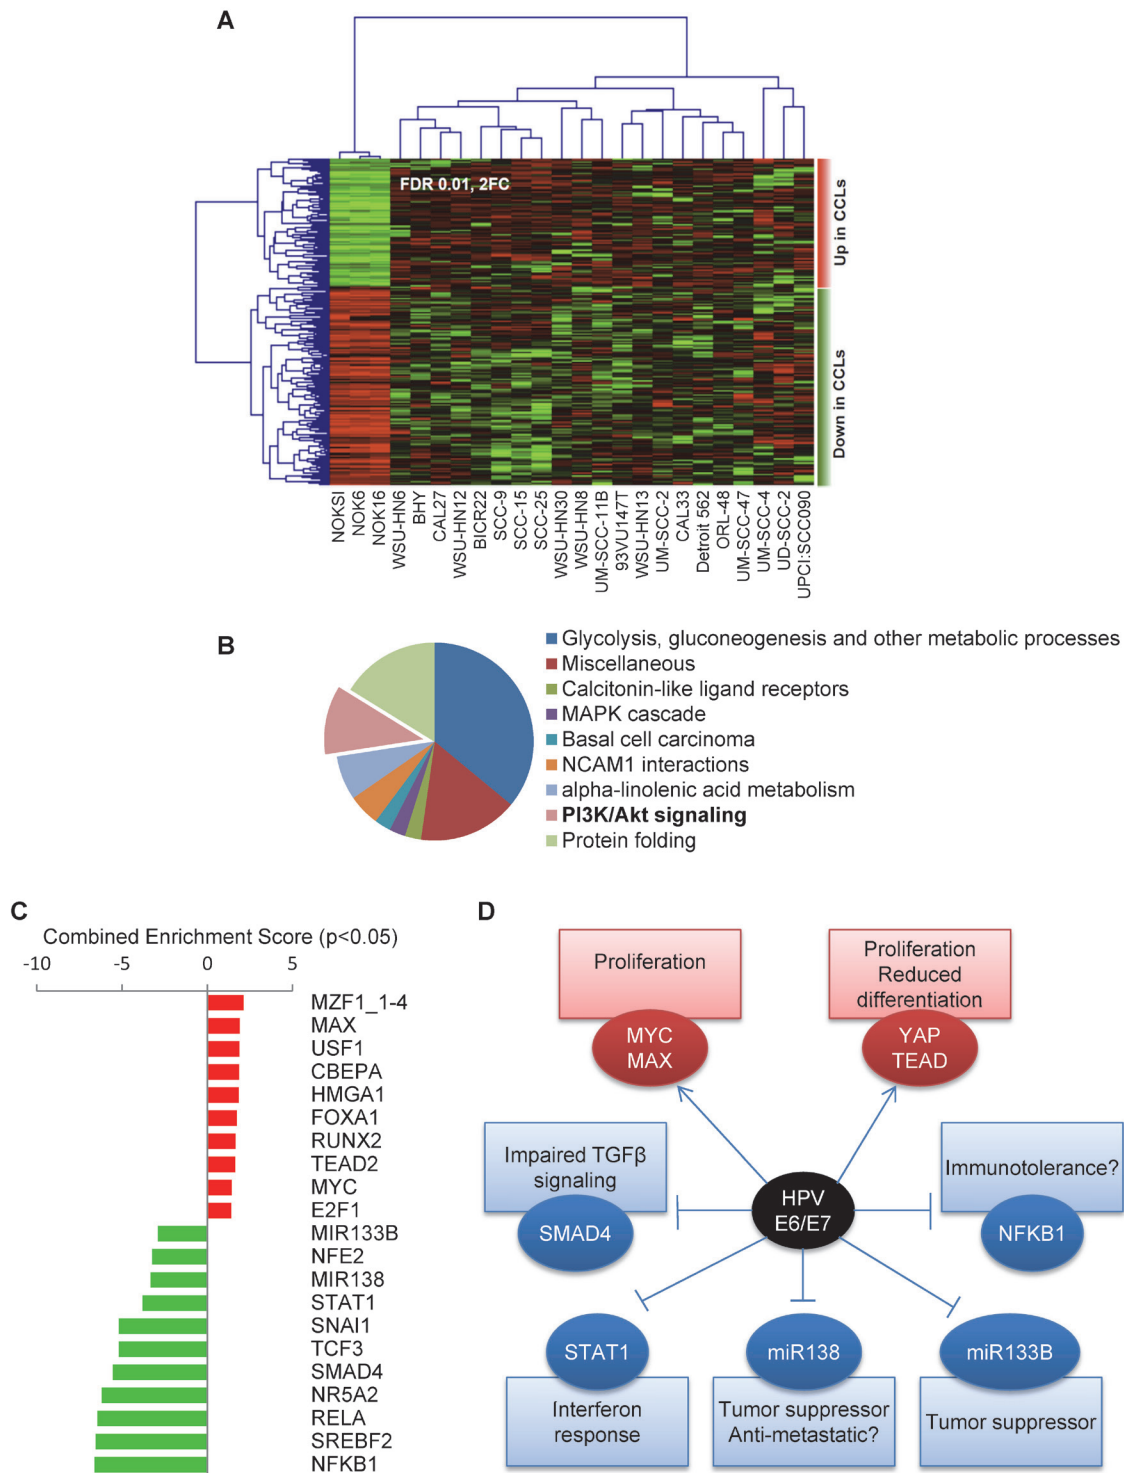 A
FDR 0.01, 2FC
Up in CCLs
Down in CCLs
NOKSI
NOK6
NOK16
WSU-HN6
BHY
CAL27
WSU-HN12
BICR22
SCC-9
SCC-15
SCC-25
WSU-HN30
WSU-HN8
UM-SCC-11B
93VU147T
WSU-HN13
UM-SCC-2
CAL33
Detroit 562
ORL-48
UM-SCC-47
UM-SCC-4
UD-SCC-2
UPCI:SCC090
B
Glycolysis, gluconeogenesis and other metabolic processes
Miscellaneous
Calcitonin-like ligand receptors
MAPK cascade
Basal cell carcinoma
NCAM1 interactions
alpha-linolenic acid metabolism
PI3K/Akt signaling
Protein folding
C
Combined Enrichment Score (p<0.05)
-10 -5 0 5
MZF1_1-4
MAX
USF1
CBEPA
HMGA1
FOXA1
RUNX2
TEAD2
MYC
E2F1
MIR133B
NFE2
MIR138
STAT1
SNAI1
TCF3
SMAD4
NR5A2
RELA
SREBF2
NFKB1
D
Proliferation
MYC
MAX
Proliferation
Reduced
differentiation
YAP
TEAD
Impaired TGFβ
signaling
SMAD4
HPV
E6/E7
Immunotolerance?
NFKB1
STAT1
Interferon
response
miR138
Tumor suppressor
Anti-metastatic?
miR133B
Tumor suppressor